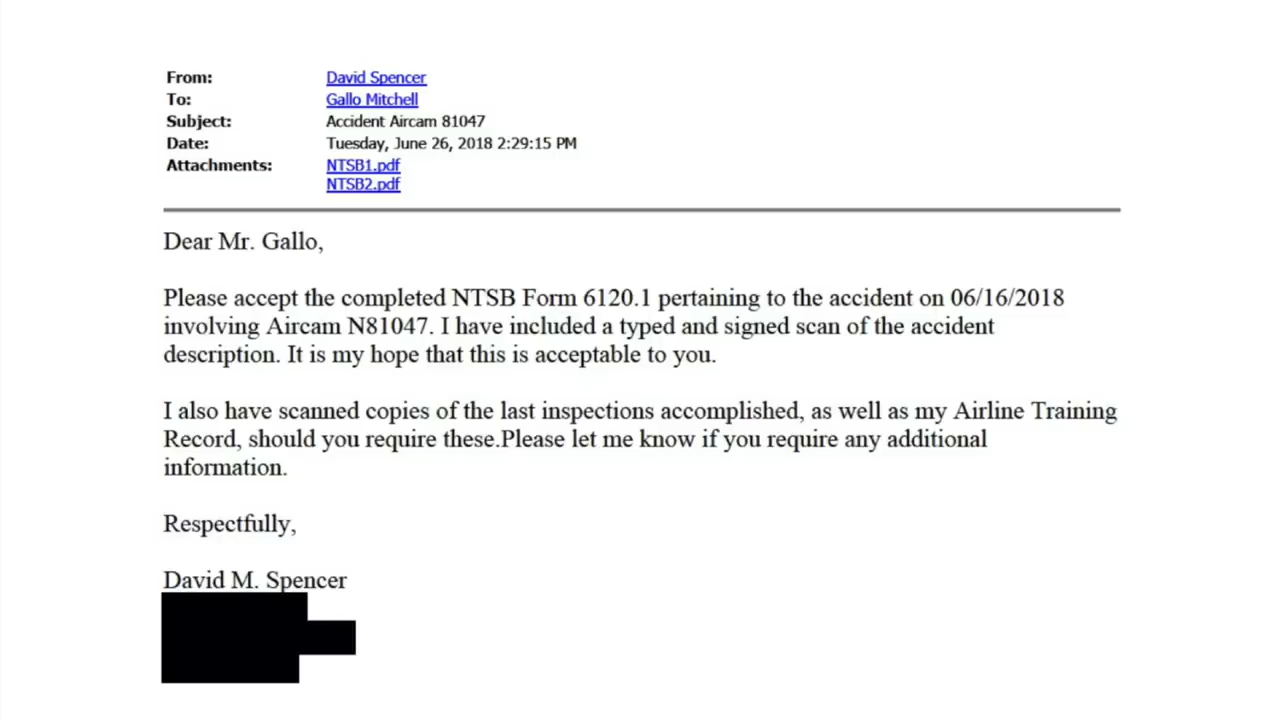 From: David Spencer
To: Gallo Mitchell
Subject: Accident Aircam 81047
Date: Tuesday, June 26, 2018 2:29:15 PM
Attachments: NTSB1.pdf
NTSB2.pdf
Dear Mr. Gallo,
Please accept the completed NTSB Form 6120.1 pertaining to the accident on 06/16/2018
involving Aircam N81047. I have included a typed and signed scan of the accident
description. It is my hope that this is acceptable to you.
I also have scanned copies of the last inspections accomplished, as well as my Airline Training
Record, should you require these.Please let me know if you require any additional
information.
Respectfully,
David M. Spencer